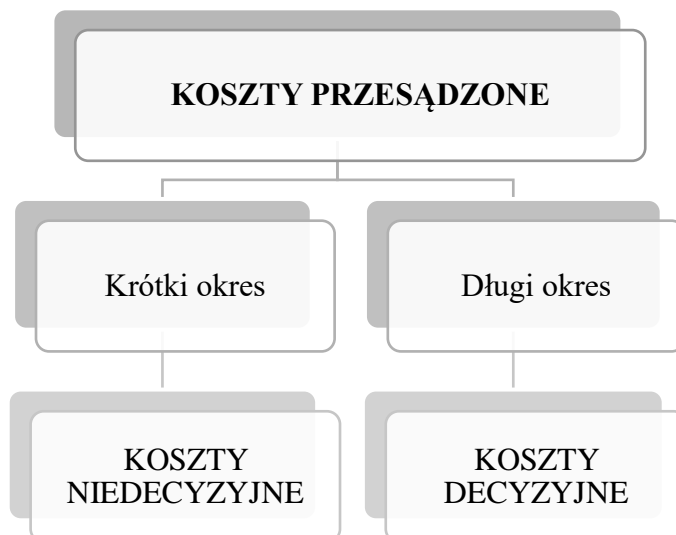 KOSZTY PRZESĄDZONE
Krótki okres
Długi okres
KOSZTY
NIEDECYZYJNE
KOSZTY
DECYZYJNE